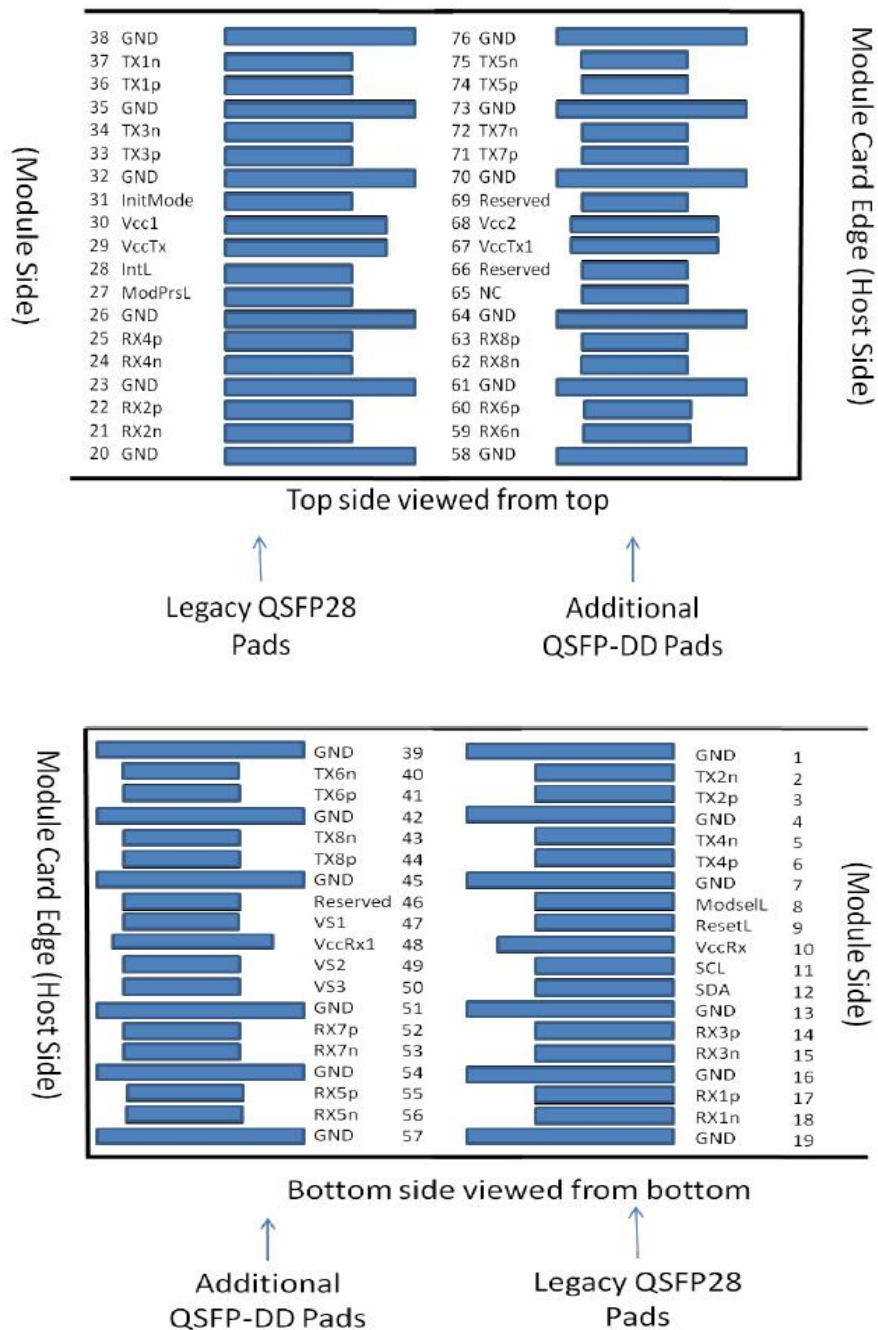 38 GND 76 GND
37 TX1n 75 TX5n
36 TX1p 74 TX5p
35 GND 73 GND
34 TX3n 72 TX7n
33 TX3p 71 TX7p
32 GND 70 GND
31 InitMode 69 Reserved
30 Vcc1 68 Vcc2
29 VccTx 67 VccTx1
28 IntL 66 Reserved
27 ModPrsL 65 NC
26 GND 64 GND
25 RX4p 63 RX8p
24 RX4n 62 RX8n
23 GND 61 GND
22 RX2p 60 RX6p
21 RX2n 59 RX6n
20 GND 58 GND
(Module Side)
Module Card Edge (Host Side)
Top side viewed from top
Legacy QSFP28
Pads
Additional
QSFP-DD Pads
Module Card Edge (Host Side)
GND 39 GND 1
TX6n 40 TX2n 2
TX6p 41 TX2p 3
GND 42 GND 4
TX8n 43 TX4n 5
TX8p 44 TX4p 6
GND 45 GND 7
Reserved 46 ModselL 8
VS1 47 ResetL 9
VccRx1 48 VccRx 10
VS2 49 SCL 11
VS3 50 SDA 12
GND 51 GND 13
RX7p 52 RX3p 14
RX7n 53 RX3n 15
GND 54 GND 16
RX5p 55 RX1p 17
RX5n 56 RX1n 18
GND 57 GND 19
(Module Side)
Bottom side viewed from bottom
Additional
QSFP-DD Pads
Legacy QSFP28
Pads